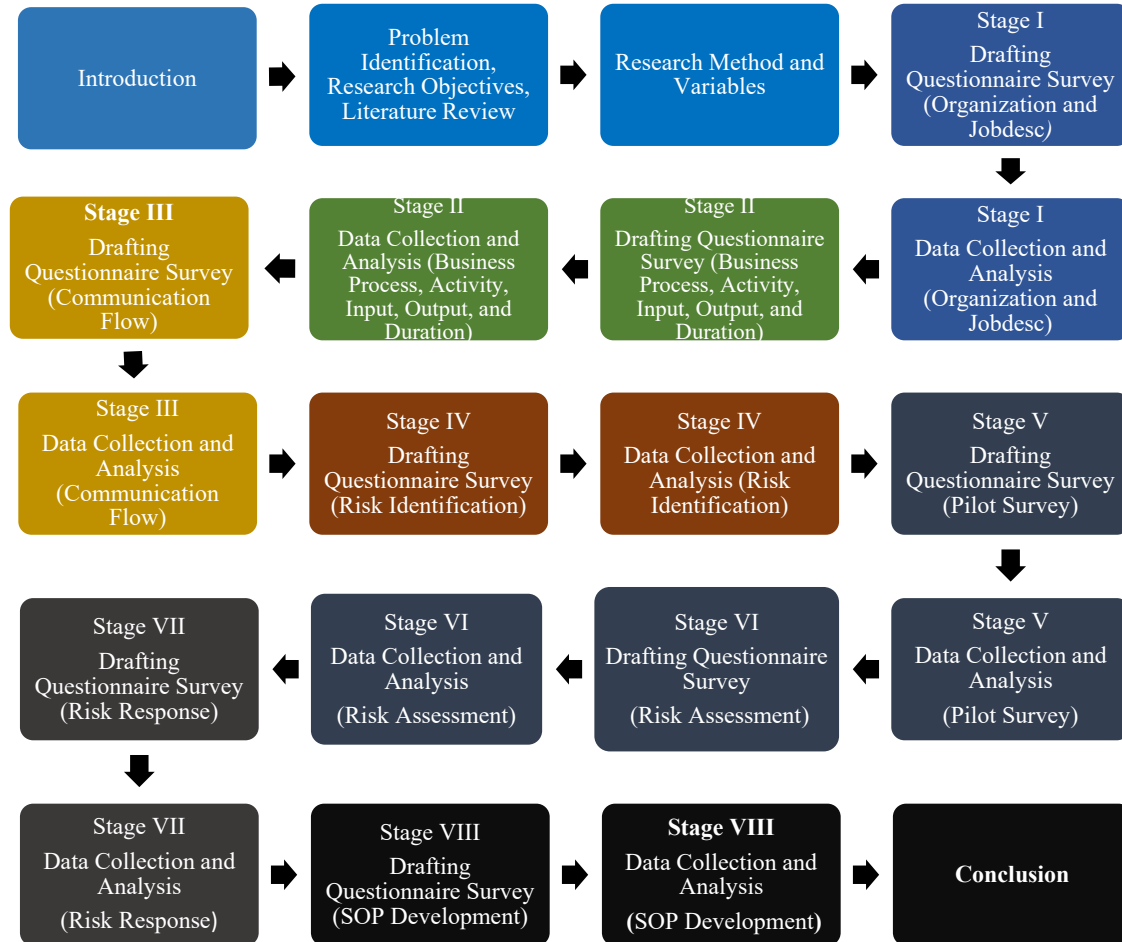 Introduction
Problem
Identification,
Research Objectives,
Literature Review
Research Method and
Variables
Stage I
Drafting
Questionnaire Survey
(Organization and
Jobdesc)
Stage I
Data Collection and
Analysis
(Organization and
Jobdesc)
Stage II
Drafting Questionnaire
Survey (Business
Process, Activity,
Input, Output, and
Duration)
Stage II
Data Collection and
Analysis (Business
Process, Activity,
Input, Output, and
Duration)
Stage III
Drafting
Questionnaire Survey
(Communication
Flow)
Stage III
Data Collection and
Analysis
(Communication
Flow)
Stage IV
Drafting
Questionnaire Survey
(Risk Identification)
Stage IV
Data Collection and
Analysis (Risk
Identification)
Stage V
Drafting
Questionnaire Survey
(Pilot Survey)
Stage V
Data Collection and
Analysis
(Pilot Survey)
Stage VI
Drafting Questionnaire
Survey
(Risk Assessment)
Stage VI
Data Collection and
Analysis
(Risk Assessment)
Stage VII
Drafting
Questionnaire Survey
(Risk Response)
Stage VII
Data Collection and
Analysis
(Risk Response)
Stage VIII
Drafting
Questionnaire Survey
(SOP Development)
Stage VIII
Data Collection and
Analysis
(SOP Development)
Conclusion